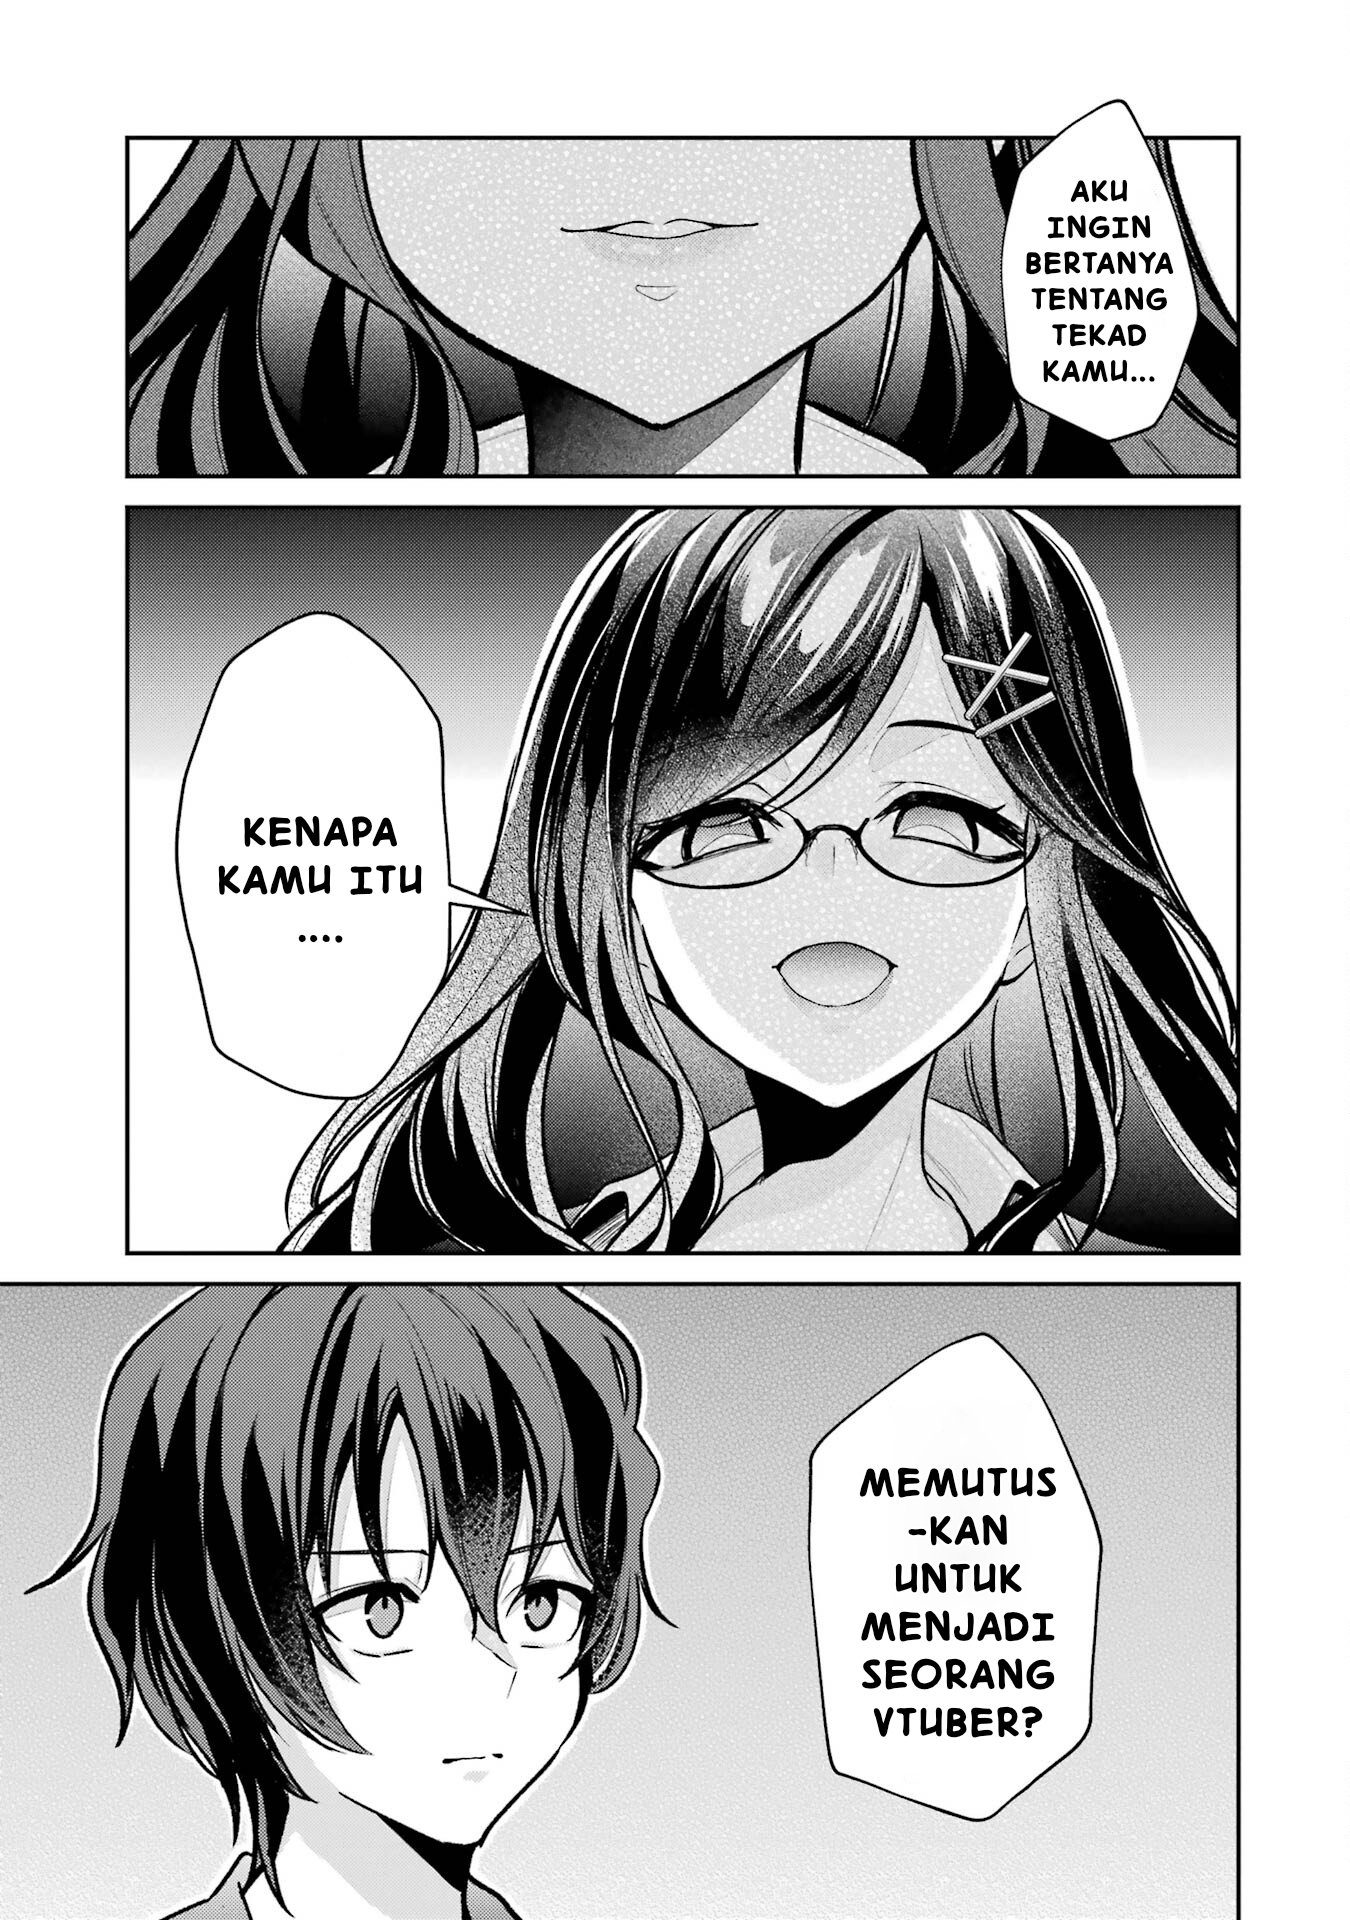 AKU
INGIN
BERTANYA
TENTANG
TEKAD
KAMU...
KENAPA
KAMU ITU
....
MEMUTUS
-KAN
UNTUK
MENJADI
SEORANG
VTUBER?